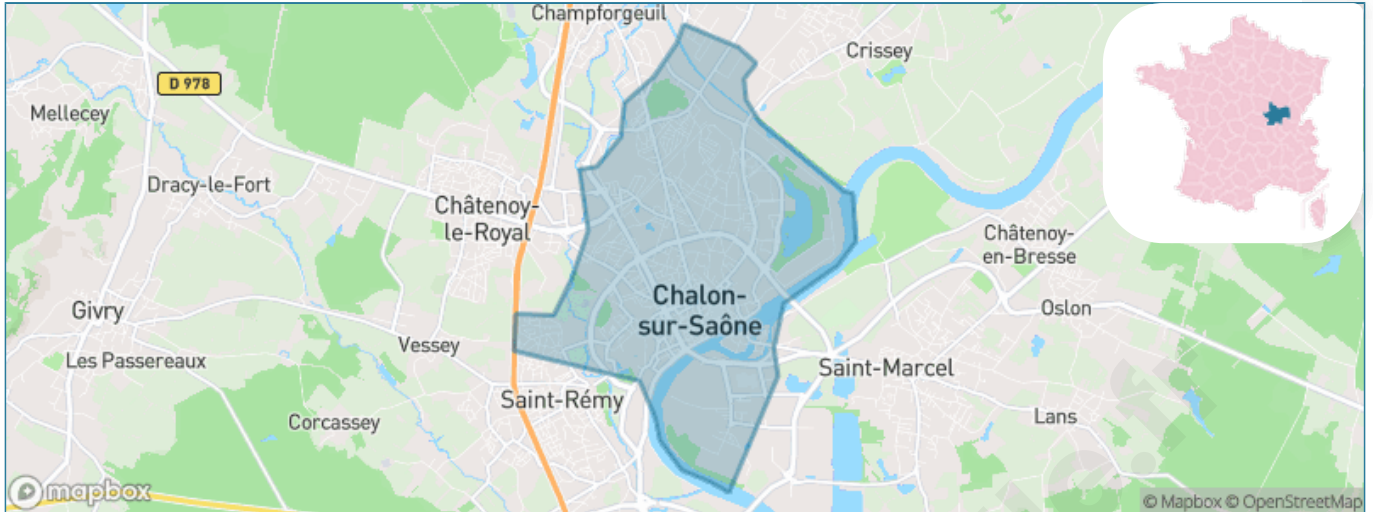 Champforgeuil
Crissey
D 978
Mellecey
Dracy-le-Fort
Châtenoy-
le-Royal
Châtenoy-
en-Bresse
Chalon-
sur-Saône
Oslon
Givry
Vessey
Les Passereaux
Saint-Marcel
Saint-Rémy
Lans
Corcassey
mapbox
© Mapbox © OpenStreetMap